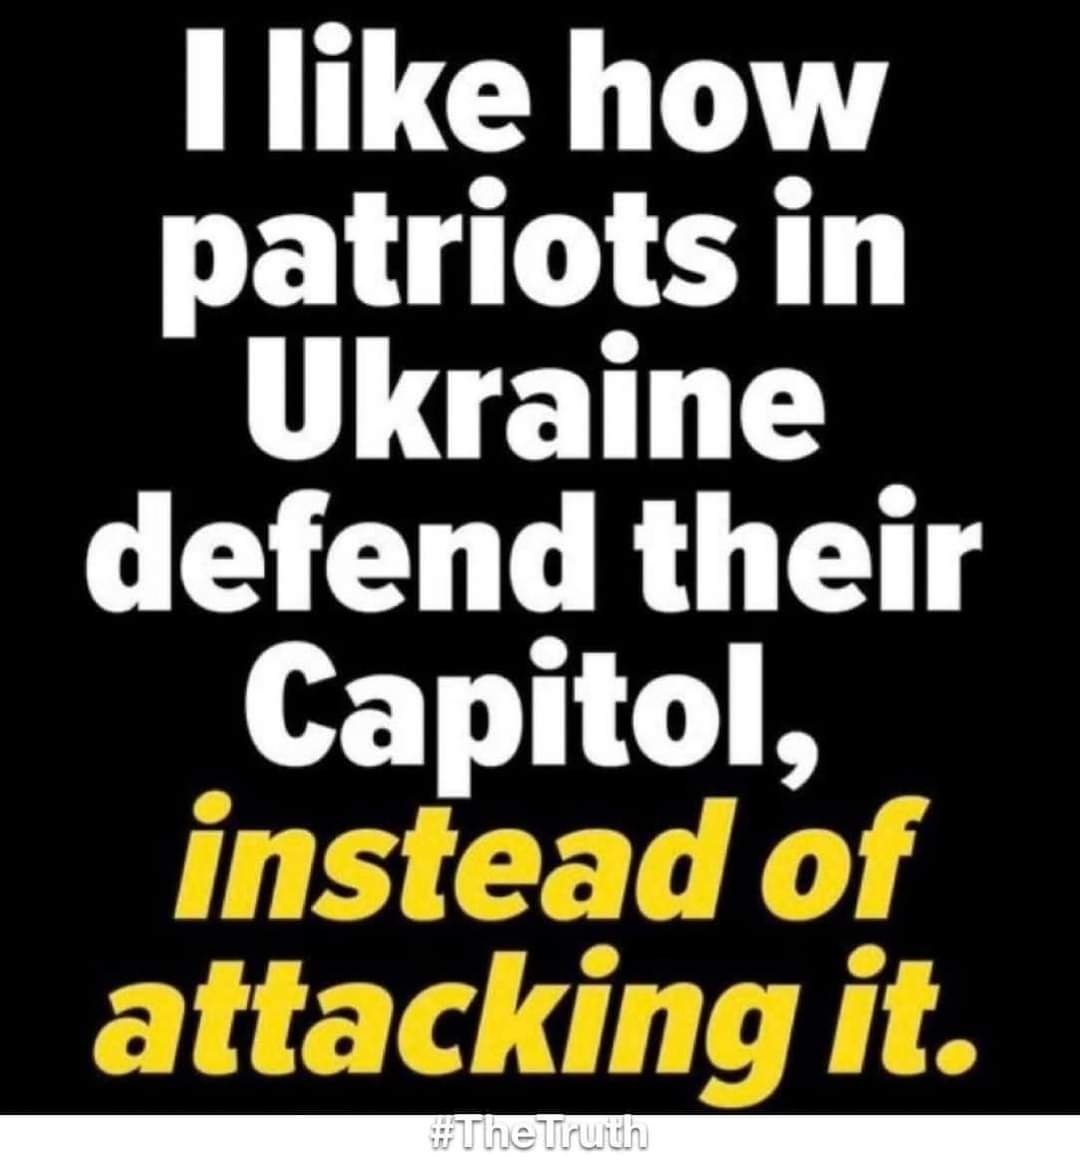 I like how
patriots in
Ukraine
defend their
Capitol,
instead of
attacking it.
#TheTruth